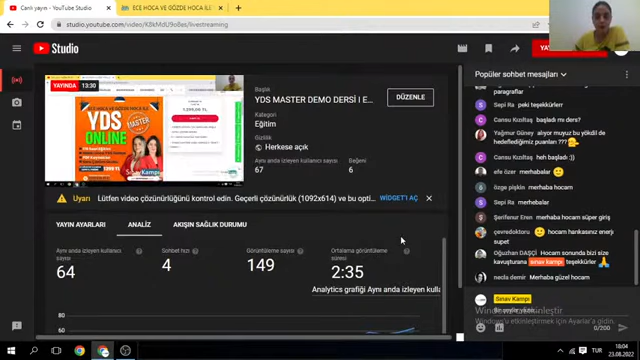 Canlı yayın - YouTube Studio
ECE HOCA VE GÖZDE HOCA İLE
studio.youtube.com/video/K8kMdU9o8es/livestreaming
Studio
YAYINDA 13:30
YDS
ONLINE
MASTER
Başlık
YDS MASTER DEMO DERSİ I E...
DÜZENLE
Kategori
Eğitim
Gizlilik
Herkese açık
Aynı anda izleyen kullanıcı sayısı
67
Beğeni
6
Uyarı
Lütfen video çözünürlüğünü kontrol edin. Geçerli çözünürlük (1092x614) ve bu opti...
WIDGET'I AÇ
YAYIN AYARLARI
ANALİZ
AKIŞIN SAĞLIK DURUMU
Aynı anda izleyen kullanıcı
sayısı
64
Sohbet hızı
4
Görüntüleme sayısı
149
Ortalama görüntüleme
süresi
2:35
Analytics grafiği Aynı anda izleyen kulla
80
60
Popüler sohbet mesajları
paragraflar
Sepi Ra peki teşekkürlerr
Cansu Kızıltaş başladı mı ders?
Yağmur Güney alıyor muyuz bu yökdil de
hedeflediğimiz puanları ???
Cansu Kızıltaş heh başladı :))
efe özer merhabalar
özge pişkin merhaba hocam
Sepi Ra merhabalar
Şerifenur Eren merhaba hocam süper giriş
çevredoktoru hocam hankasınız enerji
supet
Oğuzhan DAŞÇI Hocam sonunda bizi size
kavuşturana sınav kampı teşekkürler
necla demir Merhaba güzel hocam
Sınav Kampı
Windows'u etkinleştir
Windows'u etkinleştirmek için Ayarlar'a gidin.
0/200
TUR
18:04
23.08.2022